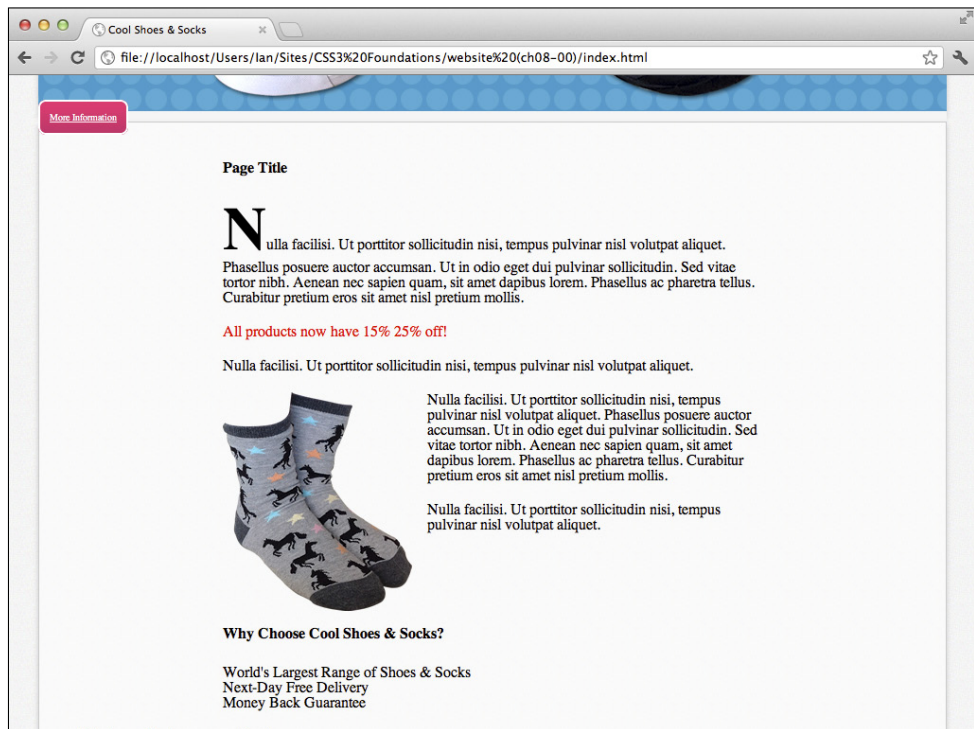 Cool Shoes & Socks
file://localhost/Users/Ian/Sites/CSS3%20Foundations/website%20(ch08-00)/index.html
More Information
Page Title
Nulla facilisi. Ut porttitor sollicitudin nisi, tempus pulvinar nisl volutpat aliquet.
Phasellus posuere auctor accumsan. Ut in odio eget dui pulvinar sollicitudin. Sed vitae
tortor nibh. Aenean nec sapien quam, sit amet dapibus lorem. Phasellus ac pharetra tellus.
Curabitur pretium eros sit amet nisl pretium mollis.
All products now have 15% 25% off!
Nulla facilisi. Ut porttitor sollicitudin nisi, tempus pulvinar nisl volutpat aliquet.
Nulla facilisi. Ut porttitor sollicitudin nisi, tempus
pulvinar nisl volutpat aliquet. Phasellus posuere auctor
accumsan. Ut in odio eget dui pulvinar sollicitudin. Sed
vitae tortor nibh. Aenean nec sapien quam, sit amet
dapibus lorem. Phasellus ac pharetra tellus. Curabitur
pretium eros sit amet nisl pretium mollis.
Nulla facilisi. Ut porttitor sollicitudin nisi, tempus
pulvinar nisl volutpat aliquet.
Why Choose Cool Shoes & Socks?
World's Largest Range of Shoes & Socks
Next-Day Free Delivery
Money Back Guarantee